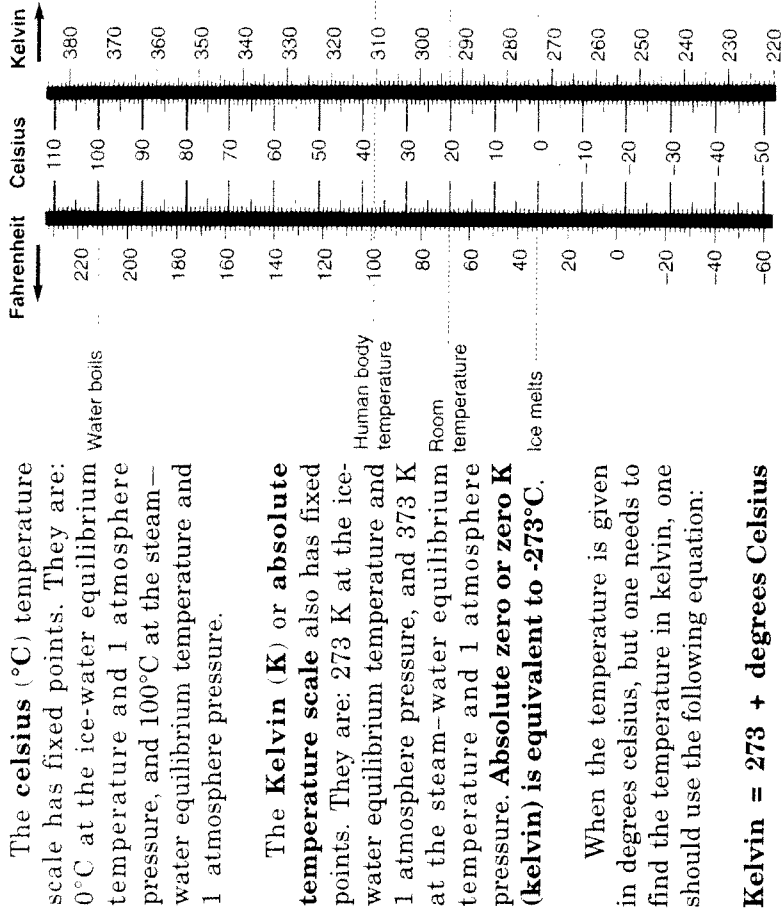 The celsius (°C) temperature
scale has fixed points. They are:
0°C at the ice-water equilibrium
temperature and 1 atmosphere
pressure, and 100°C at the steam–
water equilibrium temperature and
1 atmosphere pressure.
The Kelvin (K) or absolute
temperature scale also has fixed
points. They are: 273 K at the ice-
water equilibrium temperature and
1 atmosphere pressure, and 373 K
at the steam–water equilibrium
temperature and 1 atmosphere
pressure. Absolute zero or zero K
(kelvin) is equivalent to -273°C.
When the temperature is given
in degrees celsius, but one needs to
find the temperature in kelvin, one
should use the following equation:
Kelvin = 273 + degrees Celsius
Fahrenheit Celsius Kelvin
Water boils
Human body
temperature
Room
temperature
Ice melts
220
200
180
160
140
120
100
80
60
40
20
0
-20
-40
-60
110
100
90
80
70
60
50
40
30
20
10
0
-10
-20
-30
-40
-50
380
370
360
350
340
330
320
310
300
290
280
270
260
250
240
230
220